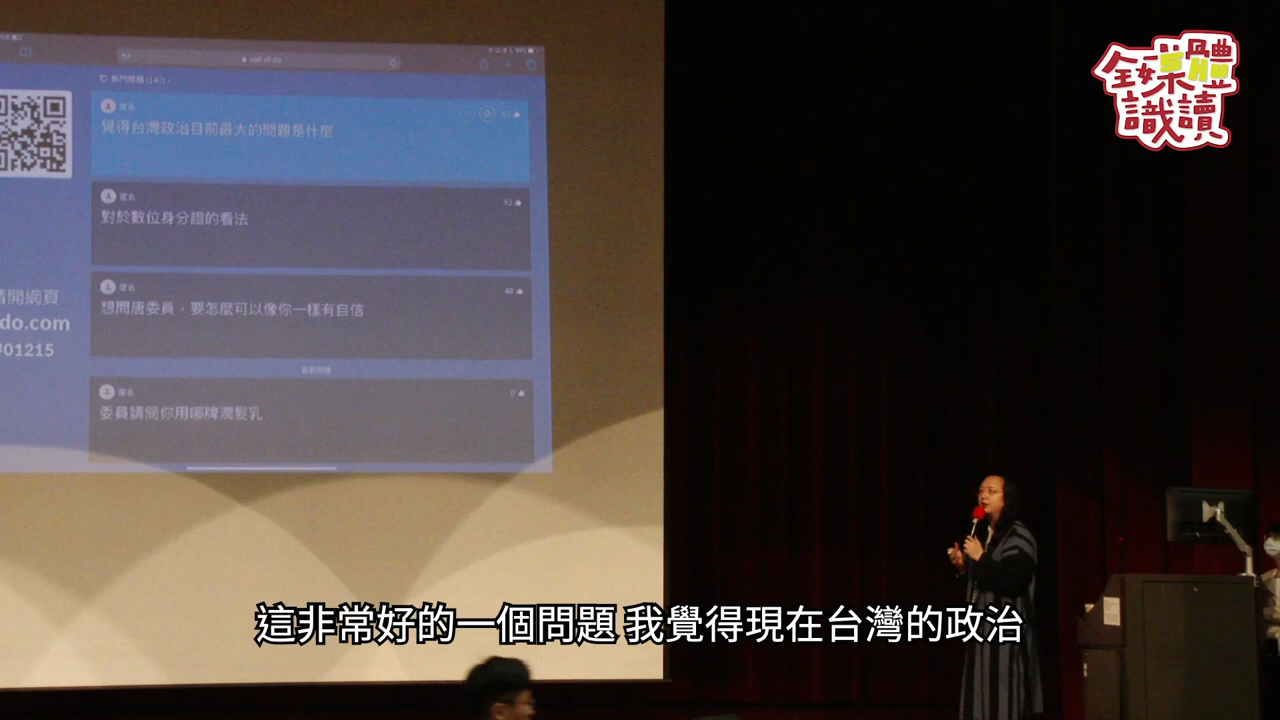 全媒體
識讀
熱門問題 (140)
匿名
覺得台灣政治目前最大的問題是什麼
匿名
對於數位身分證的看法
匿名
48
想問唐委員，要怎麼可以像你一樣有自信
匿名
0
委員請問你用哪牌潤髮乳
請開網頁
do.com
#01215
這非常好的一個問題 我覺得現在台灣的政治